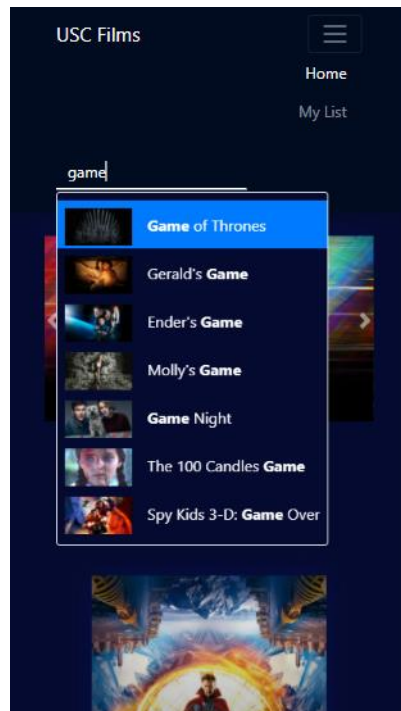 USC Films
Home
My List
game
Game of Thrones
Gerald's Game
Ender's Game
Molly's Game
Game Night
The 100 Candles Game
Spy Kids 3-D: Game Over